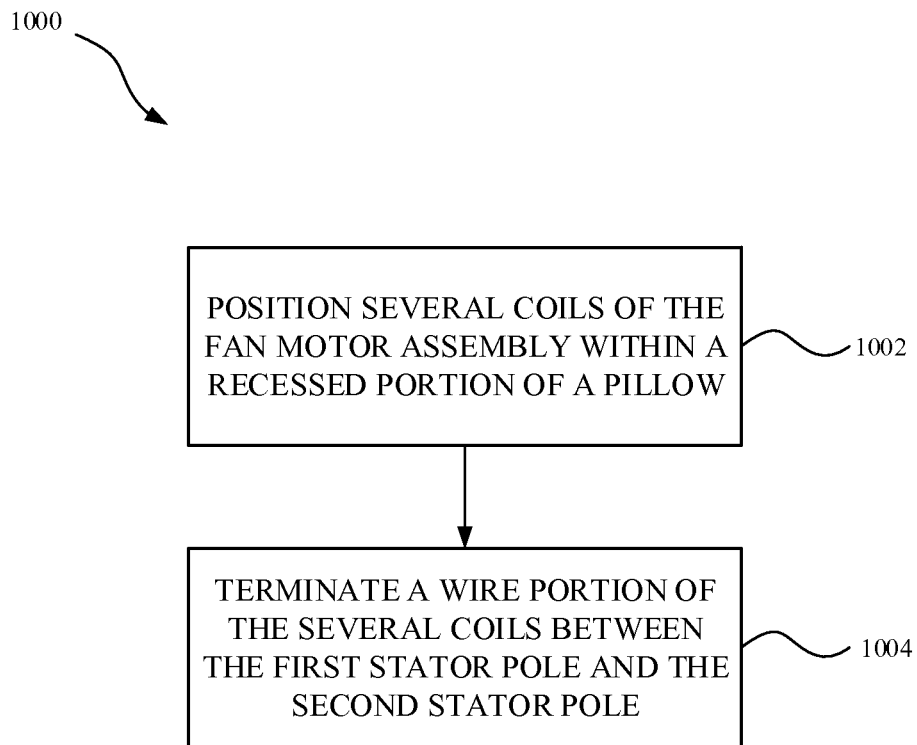 1000
POSITION SEVERAL COILS OF THE
FAN MOTOR ASSEMBLY WITHIN A
RECESSED PORTION OF A PILLOW
1002
TERMINATE A WIRE PORTION OF
THE SEVERAL COILS BETWEEN
THE FIRST STATOR POLE AND THE
SECOND STATOR POLE
1004